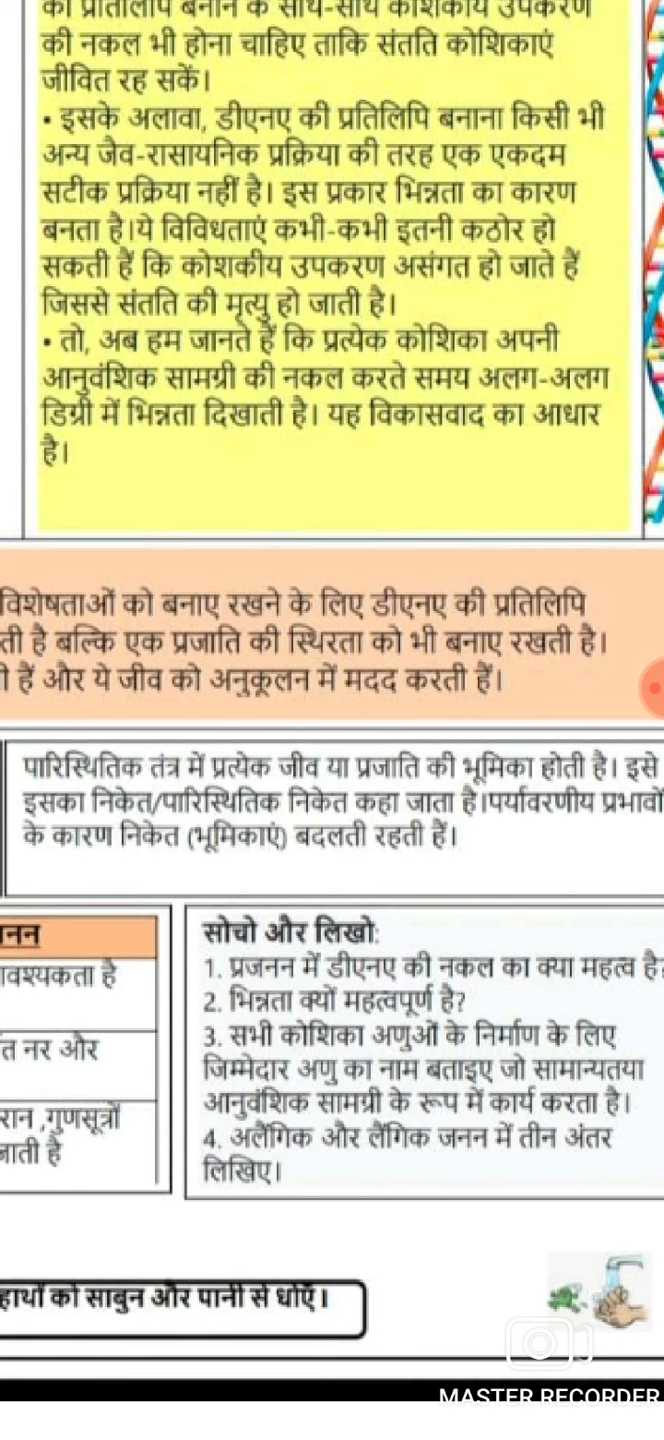 की प्रतिलिपि बनाने के साथ-साथ कोशिकीय उपकरण
की नकल भी होना चाहिए ताकि संतति कोशिकाएं
जीवित रह सकें।
• इसके अलावा, डीएनए की प्रतिलिपि बनाना किसी भी
अन्य जैव-रासायनिक प्रक्रिया की तरह एक एकदम
सटीक प्रक्रिया नहीं है। इस प्रकार भिन्नता का कारण
बनता है।ये विविधताएं कभी-कभी इतनी कठोर हो
सकती हैं कि कोशकीय उपकरण असंगत हो जाते हैं
जिससे संतति की मृत्यु हो जाती है।
• तो, अब हम जानते हैं कि प्रत्येक कोशिका अपनी
आनुवंशिक सामग्री की नकल करते समय अलग-अलग
डिग्री में भिन्नता दिखाती है। यह विकासवाद का आधार
है।
विशेषताओं को बनाए रखने के लिए डीएनए की प्रतिलिपि
ती है बल्कि एक प्रजाति की स्थिरता को भी बनाए रखती है।
हैं और ये जीव को अनुकूलन में मदद करती हैं।
पारिस्थितिक तंत्र में प्रत्येक जीव या प्रजाति की भूमिका होती है। इसे
इसका निकेत/पारिस्थितिक निकेत कहा जाता है।पर्यावरणीय प्रभावों
के कारण निकेत (भूमिकाएं) बदलती रहती हैं।
नन
वश्यकता है
त नर और
रान ,गुणसूत्रों
जाती है
सोचो और लिखो:
1. प्रजनन में डीएनए की नकल का क्या महत्व है?
2. भिन्नता क्यों महत्वपूर्ण है?
3. सभी कोशिका अणुओं के निर्माण के लिए
जिम्मेदार अणु का नाम बताइए जो सामान्यतया
आनुवंशिक सामग्री के रूप में कार्य करता है।
4. अलैंगिक और लैंगिक जनन में तीन अंतर
लिखिए।
हाथों को साबुन और पानी से धोएँ।
MASTER RECORDER